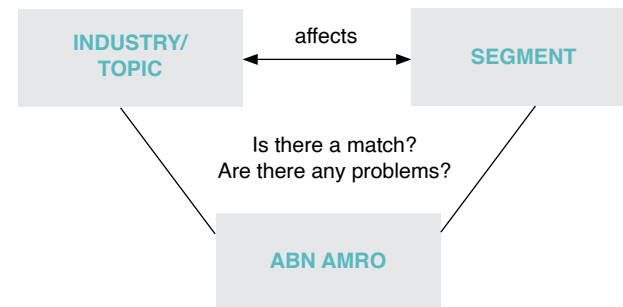 INDUSTRY/
TOPIC
affects
SEGMENT
Is there a match?
Are there any problems?
ABN AMRO